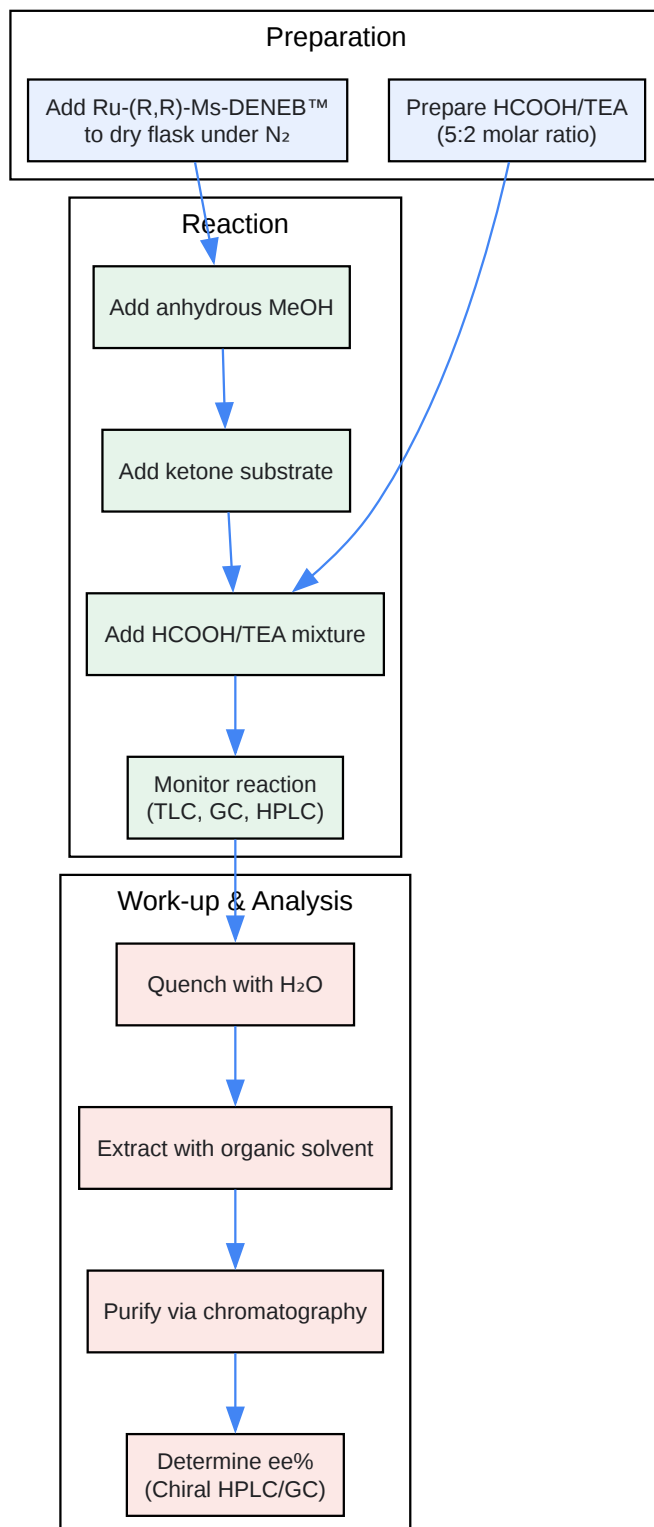 Preparation
Add Ru-(R,R)-Ms-DENEB™
to dry flask under N₂
Prepare HCOOH/TEA
(5:2 molar ratio)
Reaction
Add anhydrous MeOH
Add ketone substrate
Add HCOOH/TEA mixture
Monitor reaction
(TLC, GC, HPLC)
Work-up & Analysis
Quench with H₂O
Extract with organic solvent
Purify via chromatography
Determine ee%
(Chiral HPLC/GC)